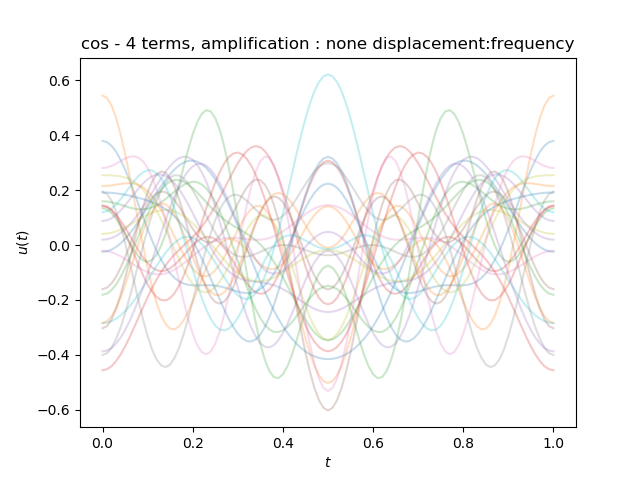 cos - 4 terms, amplification : none displacement:frequency
0.6
0.4
0.2
0.0
−0.2
−0.4
−0.6
u(t)
0.0 0.2 0.4 0.6 0.8 1.0
t